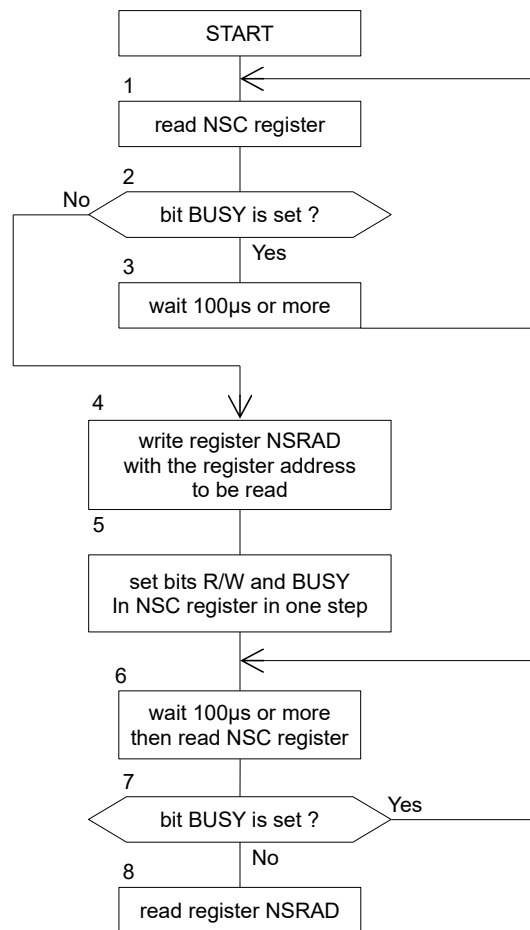 START
1
read NSC register
2
No
bit BUSY is set ?
Yes
3
wait 100µs or more
4
write register NSRAD
with the register address
to be read
5
set bits R/W and BUSY
In NSC register in one step
6
wait 100µs or more
then read NSC register
7
Yes
bit BUSY is set ?
No
8
read register NSRAD